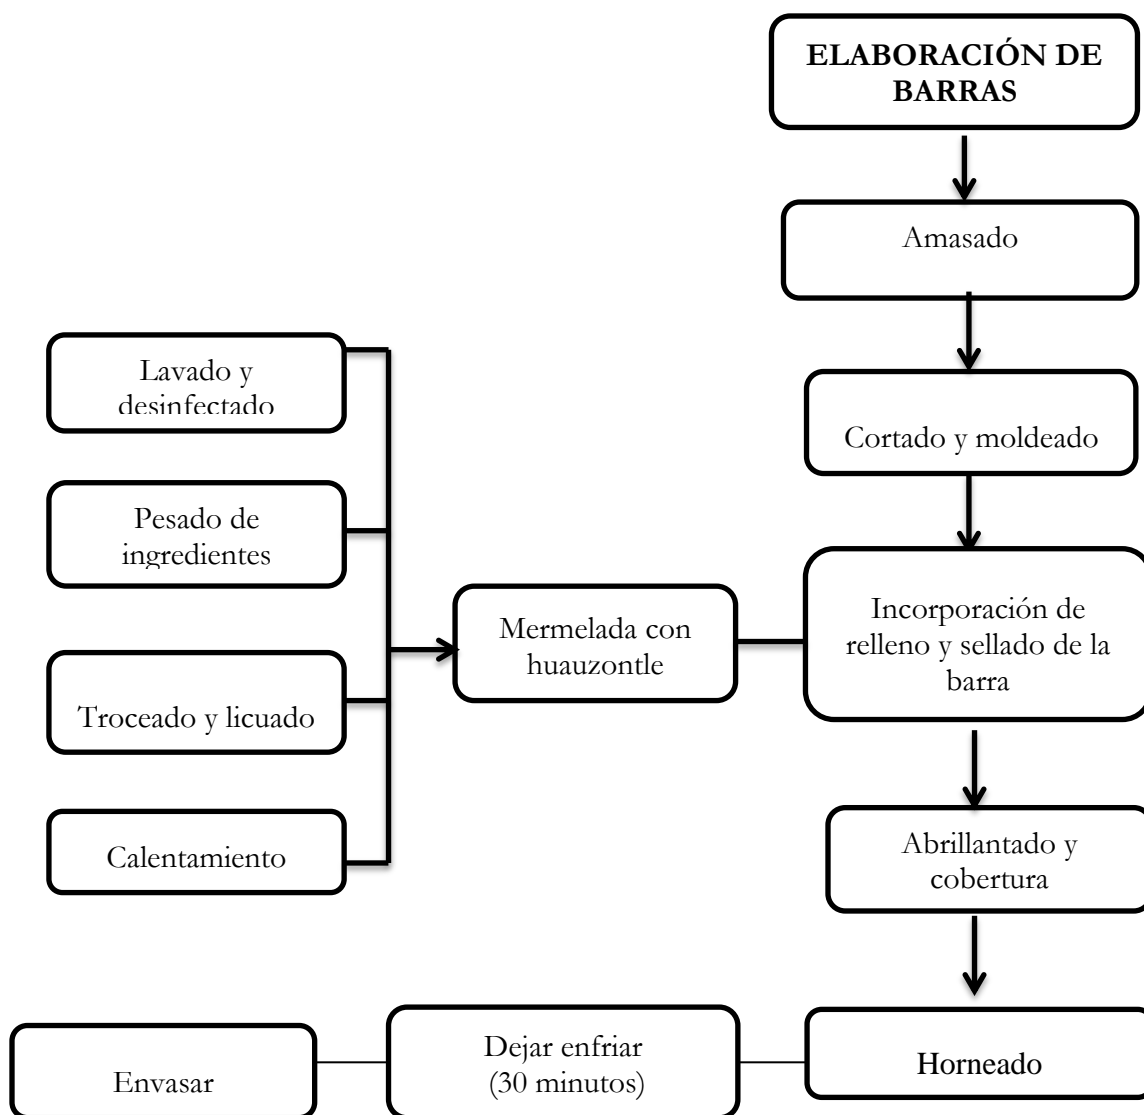 ELABORACIÓN DE
BARRAS
Amasado
Cortado y moldeado
Lavado y
desinfectado
Pesado de
ingredientes
Troceado y licuado
Calentamiento
Mermelada con
huauzontle
Incorporación de
relleno y sellado de la
barra
Abrillantado y
cobertura
Horneado
Dejar enfriar
(30 minutos)
Envasar